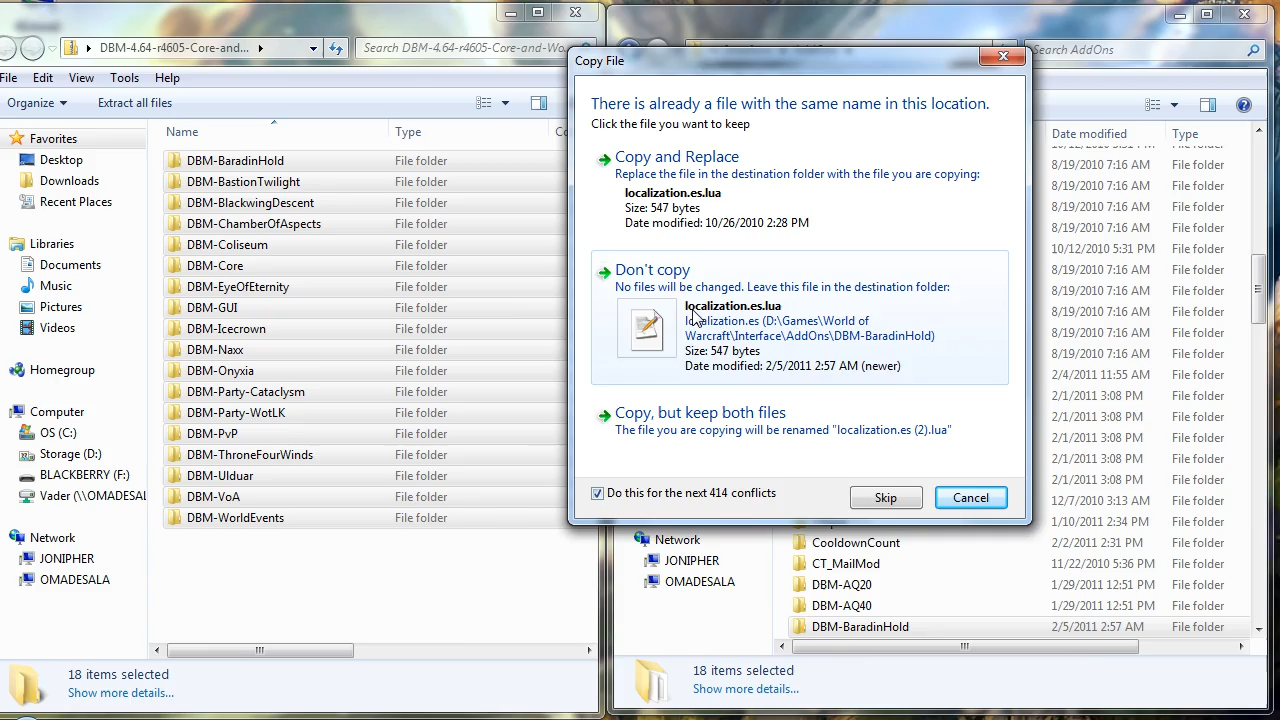 DBM-4.64-r4605-Core-and-...
Search DBM-4.64-r4605-Core-and-Wo...
File
Edit
View
Tools
Help
Organize
Extract all files
Favorites
Desktop
Downloads
Recent Places
Libraries
Documents
Music
Pictures
Videos
Homegroup
Computer
OS (C:)
Storage (D:)
BLACKBERRY (F:)
Vader (\\OMADESAL
Network
JONIPHER
OMADESALA
Name
Type
DBM-BaradinHold
File folder
DBM-BastionTwilight
File folder
DBM-BlackwingDescent
File folder
DBM-ChamberOfAspects
File folder
DBM-Coliseum
File folder
DBM-Core
File folder
DBM-EyeOfEternity
File folder
DBM-GUI
File folder
DBM-Icecrown
File folder
DBM-Naxx
File folder
DBM-Onyxia
File folder
DBM-Party-Cataclysm
File folder
DBM-Party-WotLK
File folder
DBM-PvP
File folder
DBM-ThroneFourWinds
File folder
DBM-Ulduar
File folder
DBM-VoA
File folder
DBM-WorldEvents
File folder
18 items selected
Show more details...
Copy File
There is already a file with the same name in this location.
Click the file you want to keep
Copy and Replace
Replace the file in the destination folder with the file you are copying:
localization.es.lua
Size: 547 bytes
Date modified: 10/26/2010 2:28 PM
Don't copy
No files will be changed. Leave this file in the destination folder:
localization.es.lua
localization.es (D:\Games\World of
Warcraft\Interface\AddOns\DBM-BaradinHold)
Size: 547 bytes
Date modified: 2/5/2011 2:57 AM (newer)
Copy, but keep both files
The file you are copying will be renamed "localization.es (2).lua"
Do this for the next 414 conflicts
Skip
Cancel
Search AddOns
Date modified
Type
8/19/2010 7:16 AM
File folder
8/19/2010 7:16 AM
File folder
8/19/2010 7:16 AM
File folder
8/19/2010 7:16 AM
File folder
10/12/2010 5:31 PM
File folder
8/19/2010 7:16 AM
File folder
8/19/2010 7:16 AM
File folder
8/19/2010 7:16 AM
File folder
8/19/2010 7:16 AM
File folder
8/19/2010 7:16 AM
File folder
2/4/2011 11:55 AM
File folder
2/1/2011 3:08 PM
File folder
2/1/2011 3:08 PM
File folder
2/1/2011 3:08 PM
File folder
2/1/2011 3:08 PM
File folder
2/1/2011 3:08 PM
File folder
12/7/2010 3:13 AM
File folder
1/10/2011 2:34 PM
File folder
CooldownCount
2/2/2011 2:31 PM
File folder
CT_MailMod
11/22/2010 5:36 PM
File folder
DBM-AQ20
1/29/2011 12:51 PM
File folder
DBM-AQ40
1/29/2011 12:51 PM
File folder
DBM-BaradinHold
2/5/2011 2:57 AM
File folder
Network
JONIPHER
OMADESALA
18 items selected
Show more details...